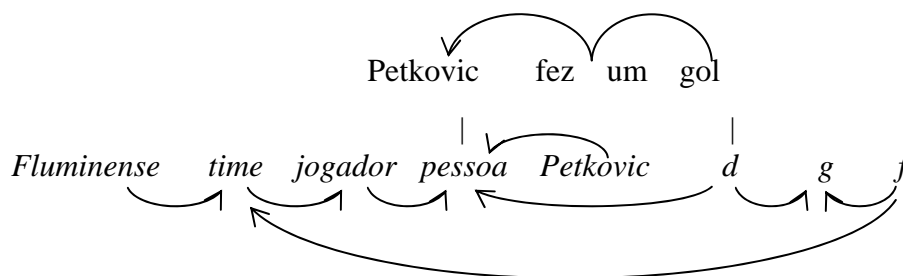 Petkovic fez um gol
| |
Fluminense time jogador pessoa Petkovic d g f